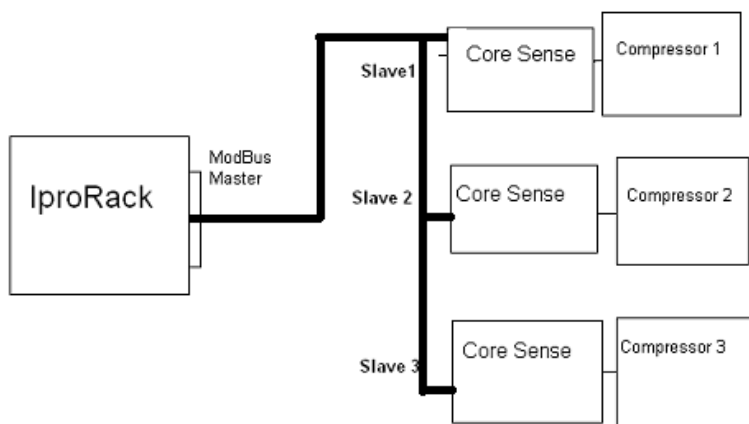 IproRack
ModBus
Master
Slave1
Core Sense
Compressor 1
Slave 2
Core Sense
Compressor 2
Slave 3
Core Sense
Compressor 3